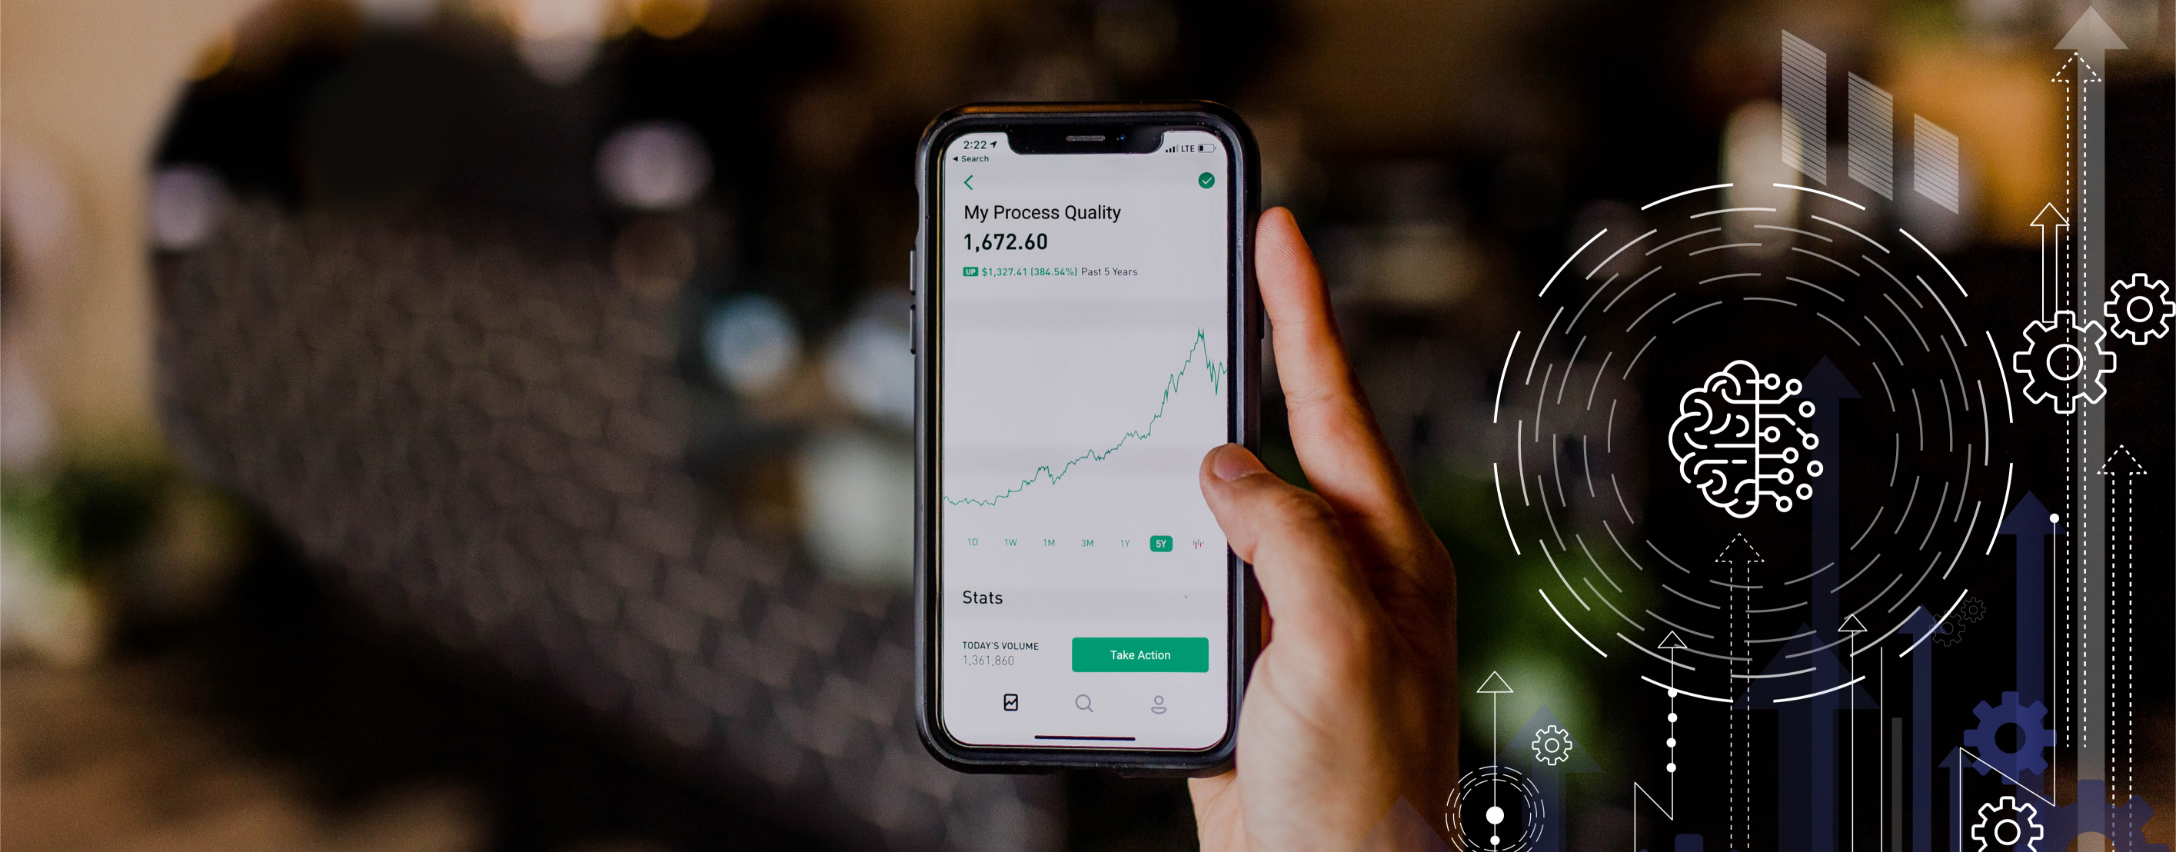 2:22 LTE
Search
My Process Quality
1,672.60
UP $1,327.41 (384.54%) Past 5 Years
1D 1W 1M 3M 1Y 5Y
Stats
TODAY'S VOLUME
1,361,860
Take Action